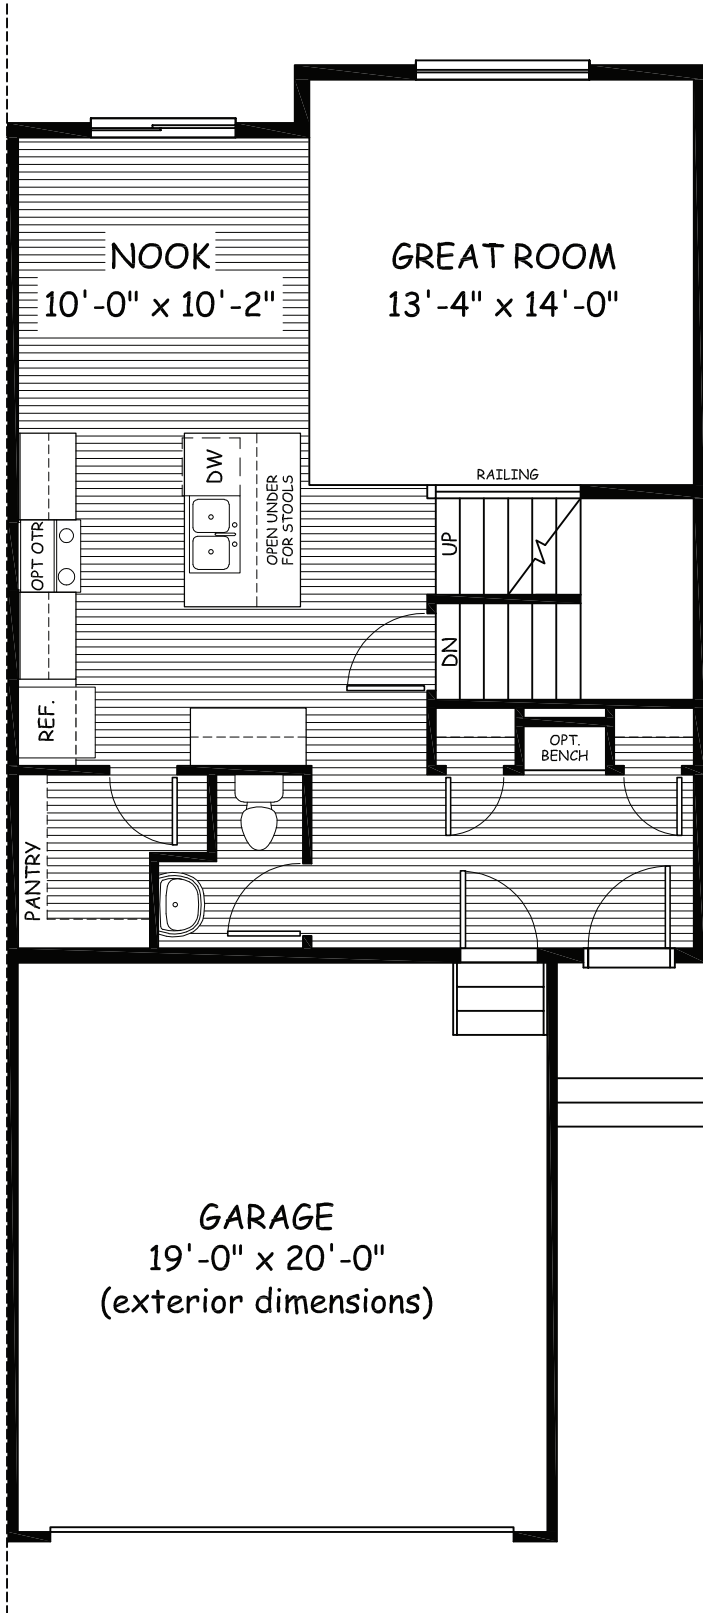 NOOK
10'-0" x 10'-2"
GREAT ROOM
13'-4" x 14'-0"
RAILING
DW
OPEN UNDER
FOR STOOLS
OPT OTR
UP
DN
REF.
OPT.
BENCH
PANTRY
GARAGE
19'-0" x 20'-0"
(exterior dimensions)